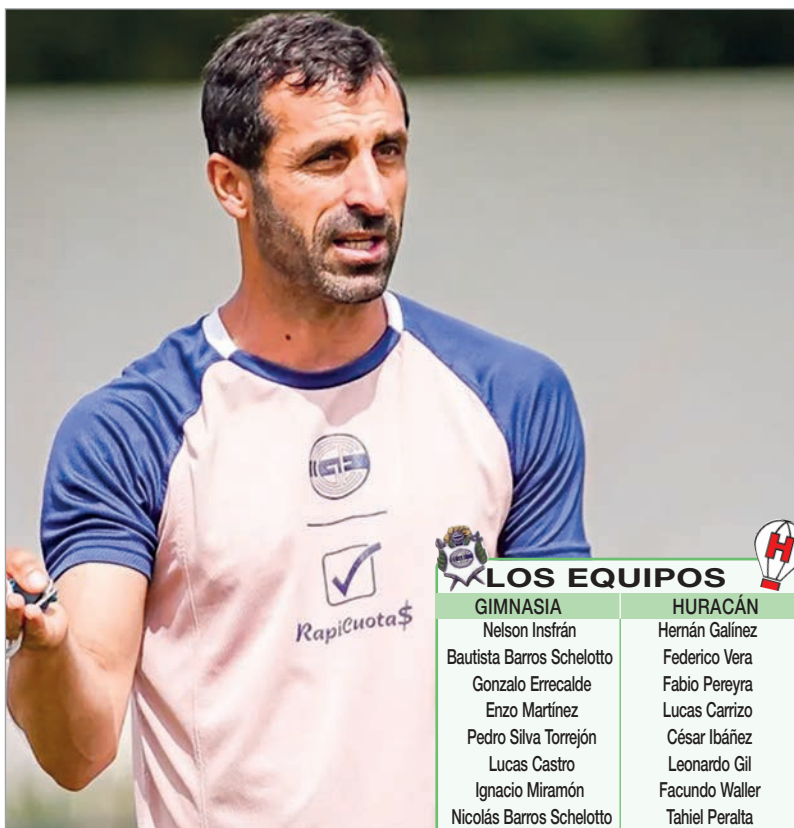 RapiCuota$
LOS EQUIPOS
H
GIMNASIA HURACÁN
Nelson Insfrán Hernán Galínez
Bautista Barros Schelotto Federico Vera
Gonzalo Errecalde Fabio Pereyra
Enzo Martínez Lucas Carrizo
Pedro Silva Torrejón César Ibáñez
Lucas Castro Leonardo Gil
Ignacio Miramón Facundo Waller
Nicolás Barros Schelotto Tahiel Peralta